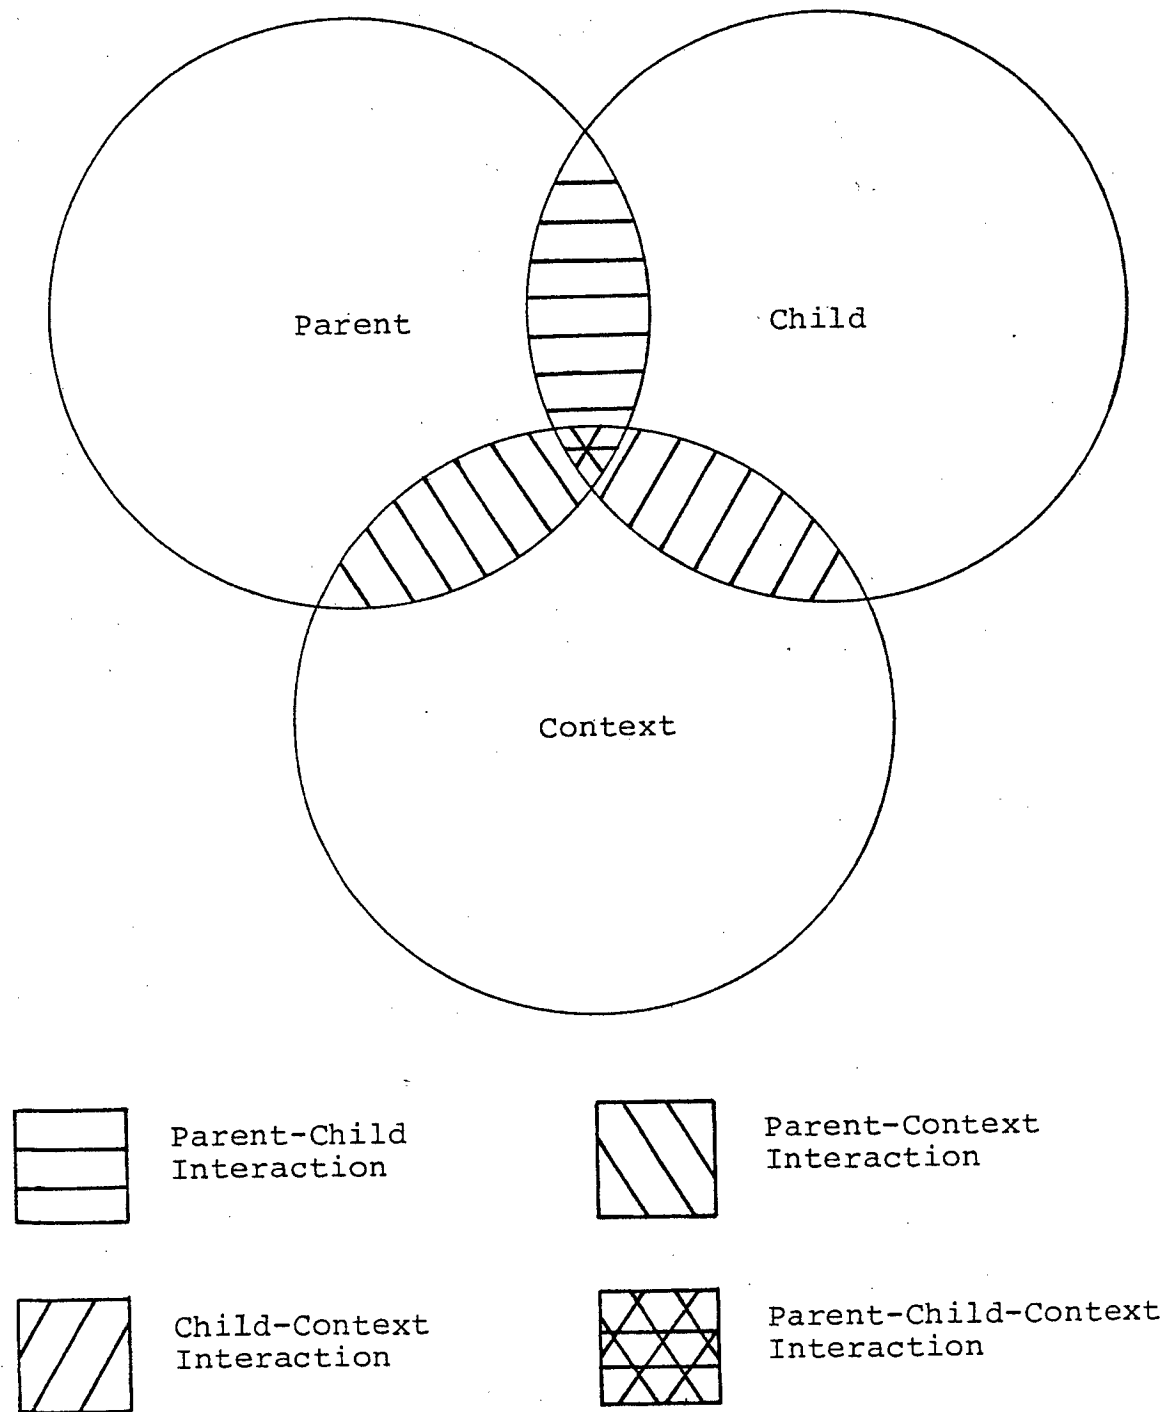 Parent
Child
Context
Parent-Child
Interaction
Parent-Context
Interaction
Child-Context
Interaction
Parent-Child-Context
Interaction